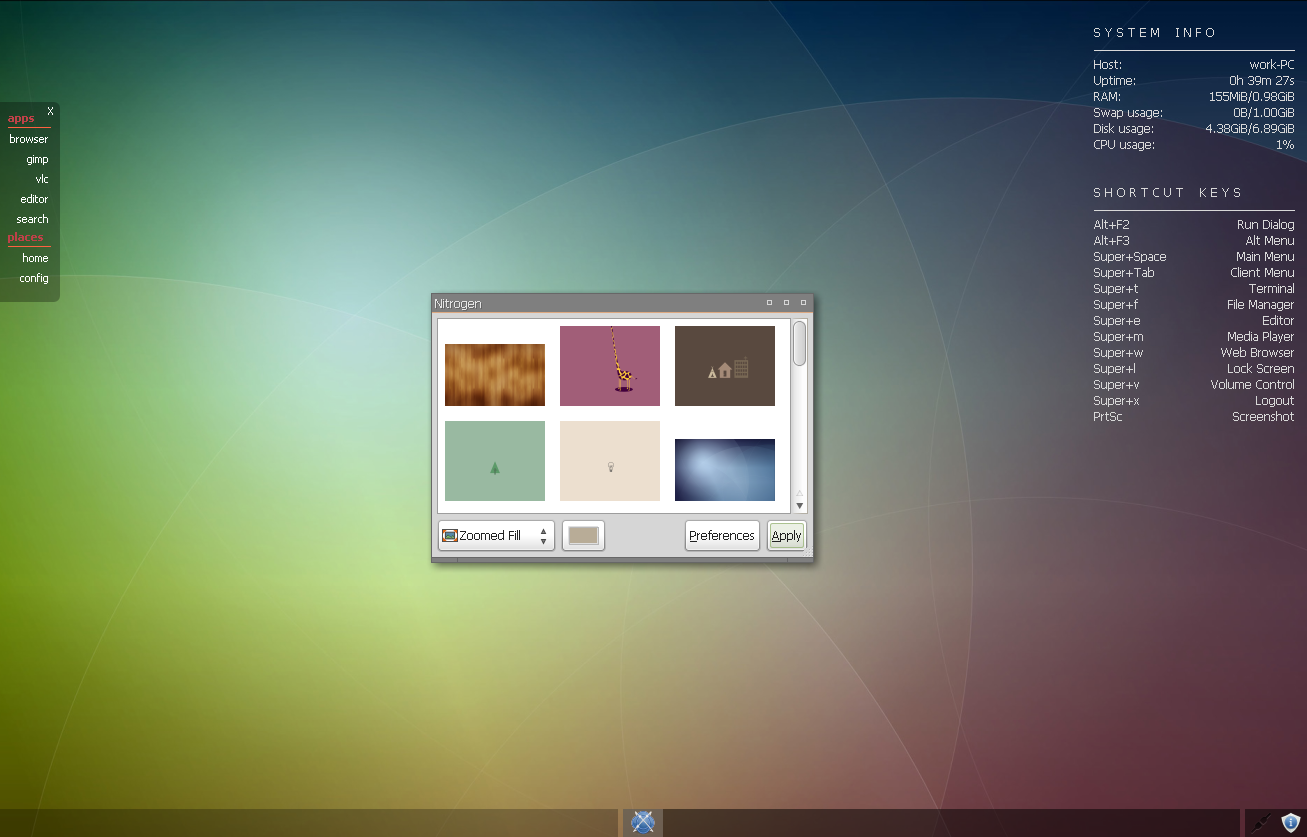 X
apps
browser
gimp
vlc
editor
search
places
home
config
Nitrogen
Zoomed Fill
Preferences
Apply
SYSTEM INFO
Host: work-PC
Uptime: 0h 39m 27s
RAM: 155MiB/0.98GiB
Swap usage: 0B/1.00GiB
Disk usage: 4.38GiB/6.89GiB
CPU usage: 1%
SHORTCUT KEYS
Alt+F2 Run Dialog
Alt+F3 Alt Menu
Super+Space Main Menu
Super+Tab Client Menu
Super+t Terminal
Super+f File Manager
Super+e Editor
Super+m Media Player
Super+w Web Browser
Super+l Lock Screen
Super+v Volume Control
Super+x Logout
PrtSc Screenshot